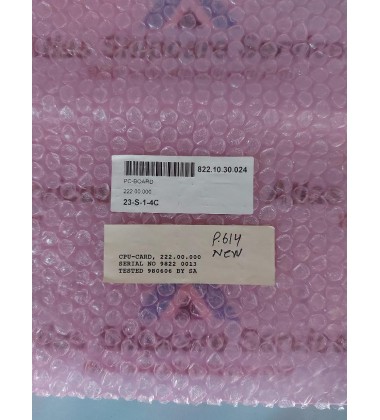 822.10.30.024
PC-BOARD
222.00.000
23-S-1-4C
P.614
NEW
CPU-CARD, 222.00.000
SERIAL NO 9822 0013
TESTED 980606 BY SA